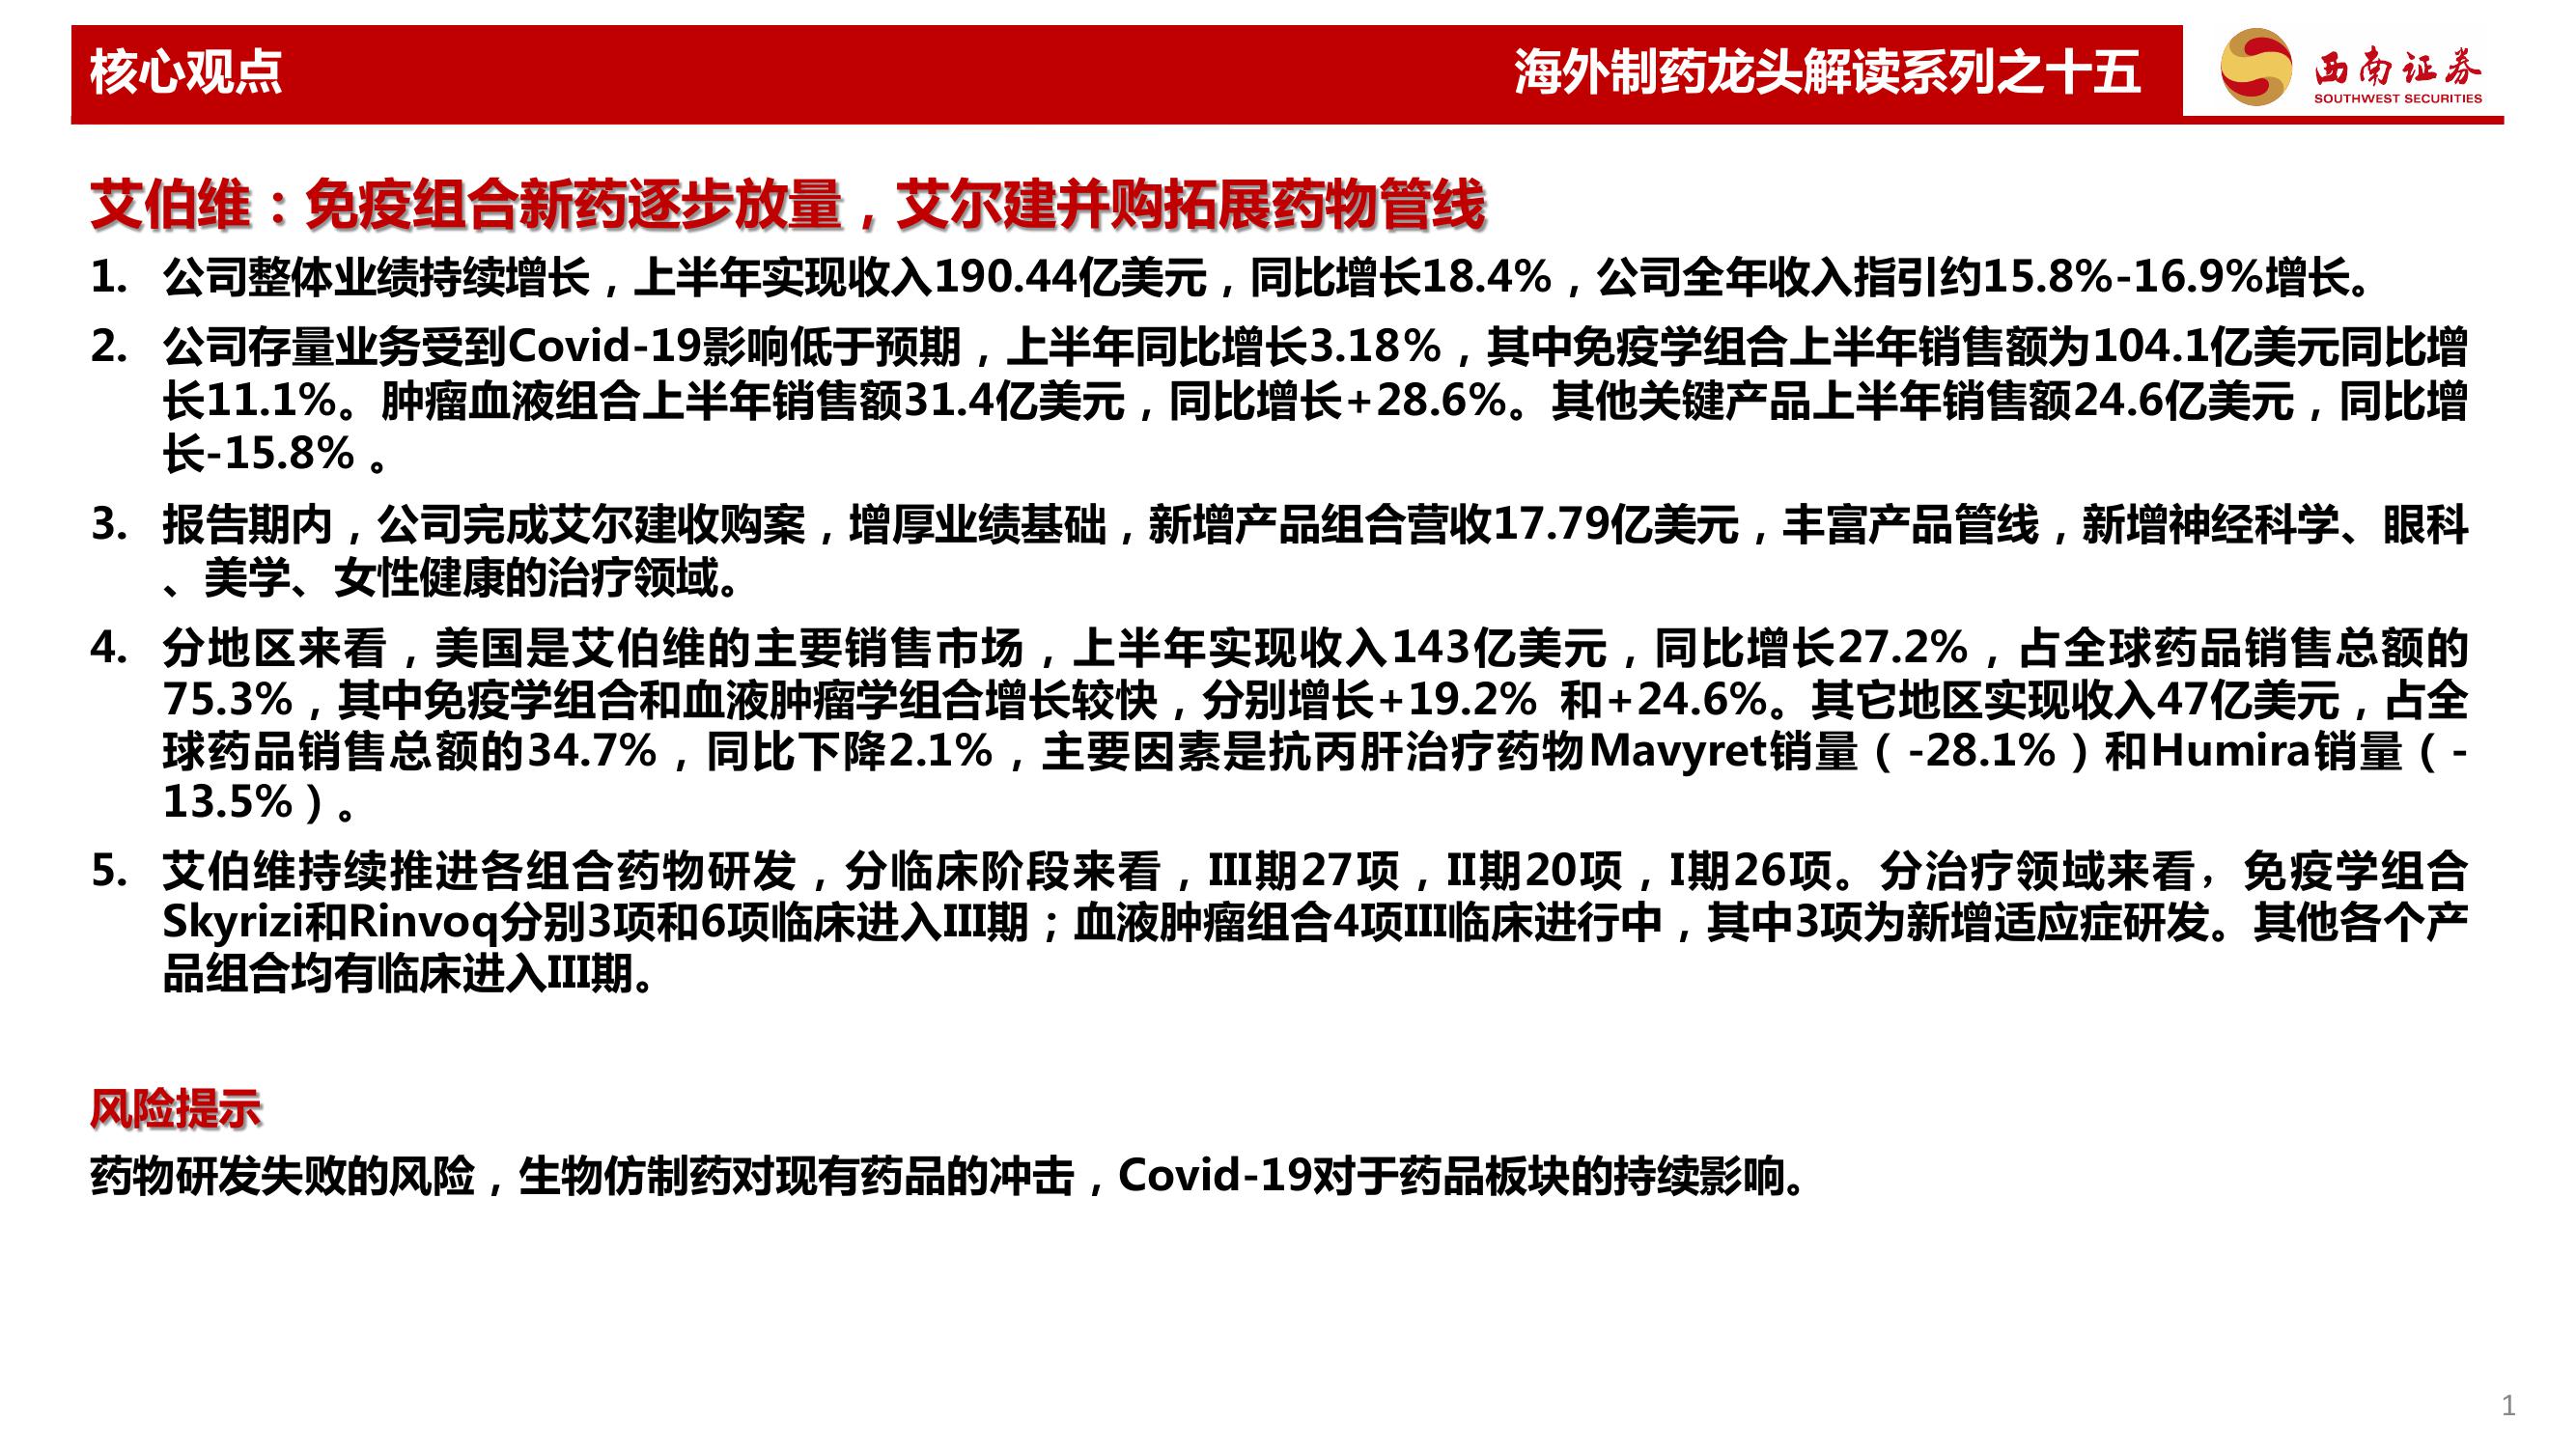 核心观点
海外制药龙头解读系列之十五
西南证券
SOUTHWEST SECURITIES
艾伯维：免疫组合新药逐步放量，艾尔建并购拓展药物管线
1. 公司整体业绩持续增长，上半年实现收入190.44亿美元，同比增长18.4%，公司全年收入指引约15.8%-16.9%增长。
2. 公司存量业务受到Covid-19影响低于预期，上半年同比增长3.18%，其中免疫学组合上半年销售额为104.1亿美元同比增
长11.1%。肿瘤血液组合上半年销售额31.4亿美元，同比增长+28.6%。其他关键产品上半年销售额24.6亿美元，同比增
长-15.8% 。
3. 报告期内，公司完成艾尔建收购案，增厚业绩基础，新增产品组合营收17.79亿美元，丰富产品管线，新增神经科学、眼科
、美学、女性健康的治疗领域。
4. 分地区来看，美国是艾伯维的主要销售市场，上半年实现收入143亿美元，同比增长27.2%，占全球药品销售总额的
75.3%，其中免疫学组合和血液肿瘤学组合增长较快，分别增长+19.2% 和+24.6%。其它地区实现收入47亿美元，占全
球药品销售总额的34.7%，同比下降2.1%，主要因素是抗丙肝治疗药物Mavyret销量（-28.1%）和Humira销量（-
13.5%）。
5. 艾伯维持续推进各组合药物研发，分临床阶段来看，III期27项，II期20项，I期26项。分治疗领域来看，免疫学组合
Skyrizi和Rinvoq分别3项和6项临床进入III期；血液肿瘤组合4项III临床进行中，其中3项为新增适应症研发。其他各个产
品组合均有临床进入III期。
风险提示
药物研发失败的风险，生物仿制药对现有药品的冲击，Covid-19对于药品板块的持续影响。
1